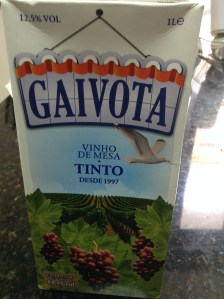 12.5% VOL 1L℮
GAIVOTA
VINHO
DE MESA
TINTO
DESDE 1997